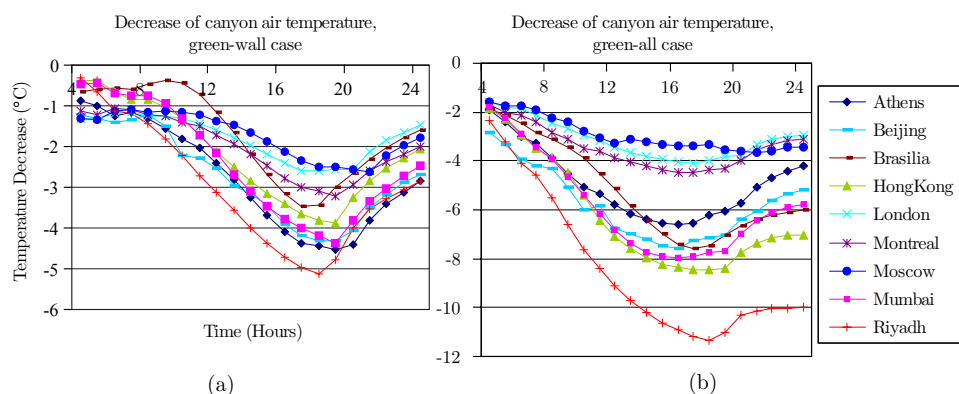 Decrease of canyon air temperature,
green-wall case
0
-1
-2
-3
-4
-5
-6
4
8
12
16
20
24
Temperature Decrease (°C)
Time (Hours)
(a)
Decrease of canyon air temperature,
green-all case
0
-2
-4
-6
-8
-10
-12
4
8
12
16
20
24
(b)
Athens
Beijing
Brasilia
HongKong
London
Montreal
Moscow
Mumbai
Riyadh